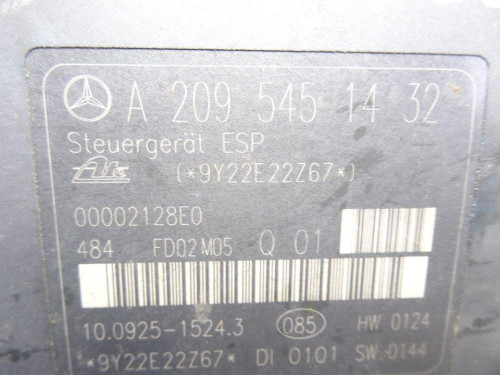 A 209 545 14 32
Steuergerät ESP
Ate (*9Y22E22Z67*)
00002128E0
484 FD02M05 Q 01
10.0925-1524.3 085 HW 0124
*9Y22E22Z67* DI 0101 SW:0144